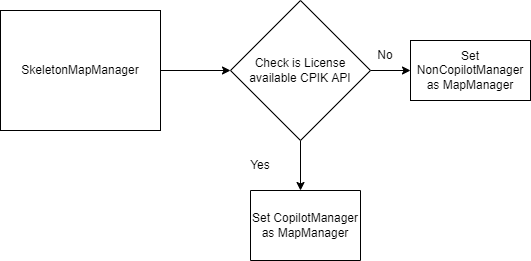 SkeletonMapManager
Check is License
available CPIK API
No
Set
NonCopilotManager
as MapManager
Yes
Set CopilotManager
as MapManager